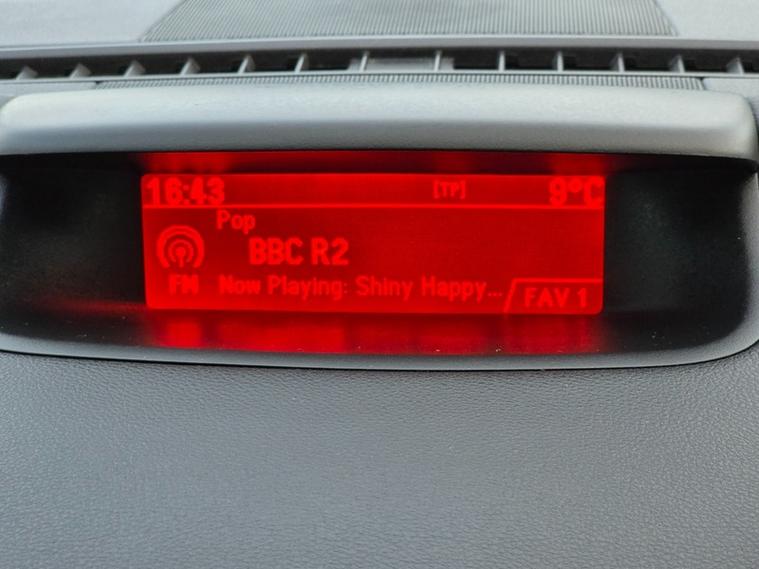 16:43 [TP] 9°C
Pop
BBC R2
FM Now Playing: Shiny Happy... FAV 1